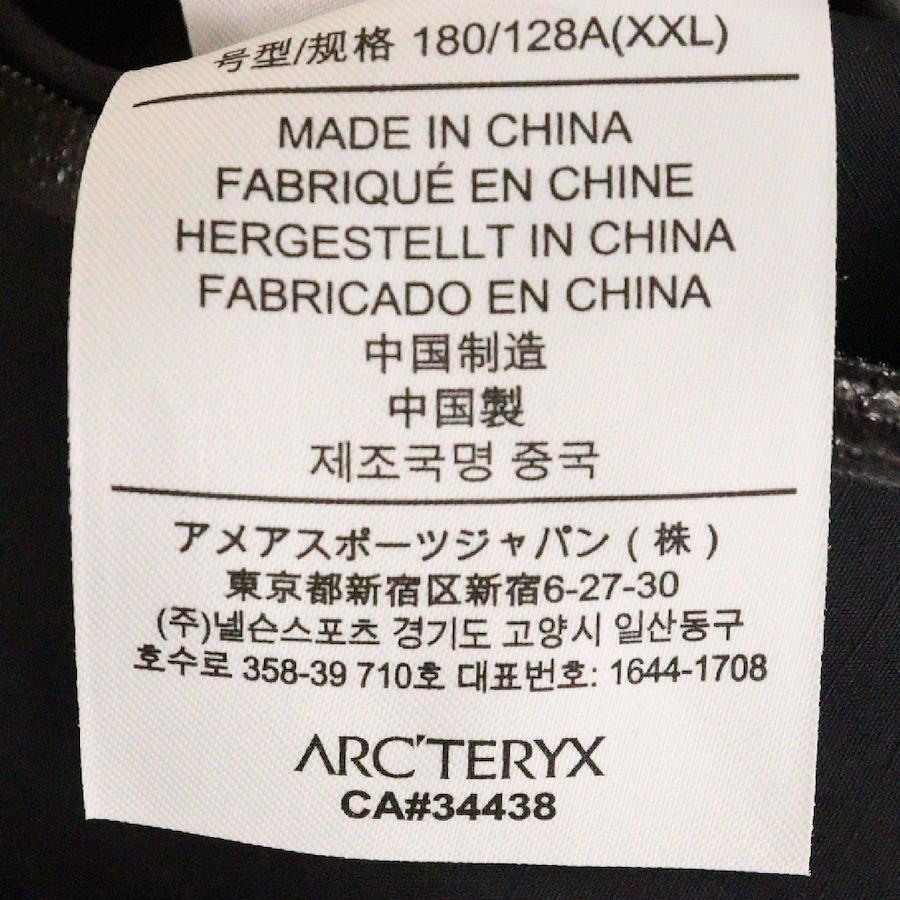 号型/规格 180/128A(XXL)
MADE IN CHINA
FABRIQUÉ EN CHINE
HERGESTELLT IN CHINA
FABRICADO EN CHINA
中国制造
中国製
제조국명 중국
アメアスポーツジャパン(株)
東京都新宿区新宿6-27-30
(주)넬슨스포츠 경기도 고양시 일산동구
호수로 358-39 710호 대표번호: 1644-1708
ARC'TERYX
CA#34438